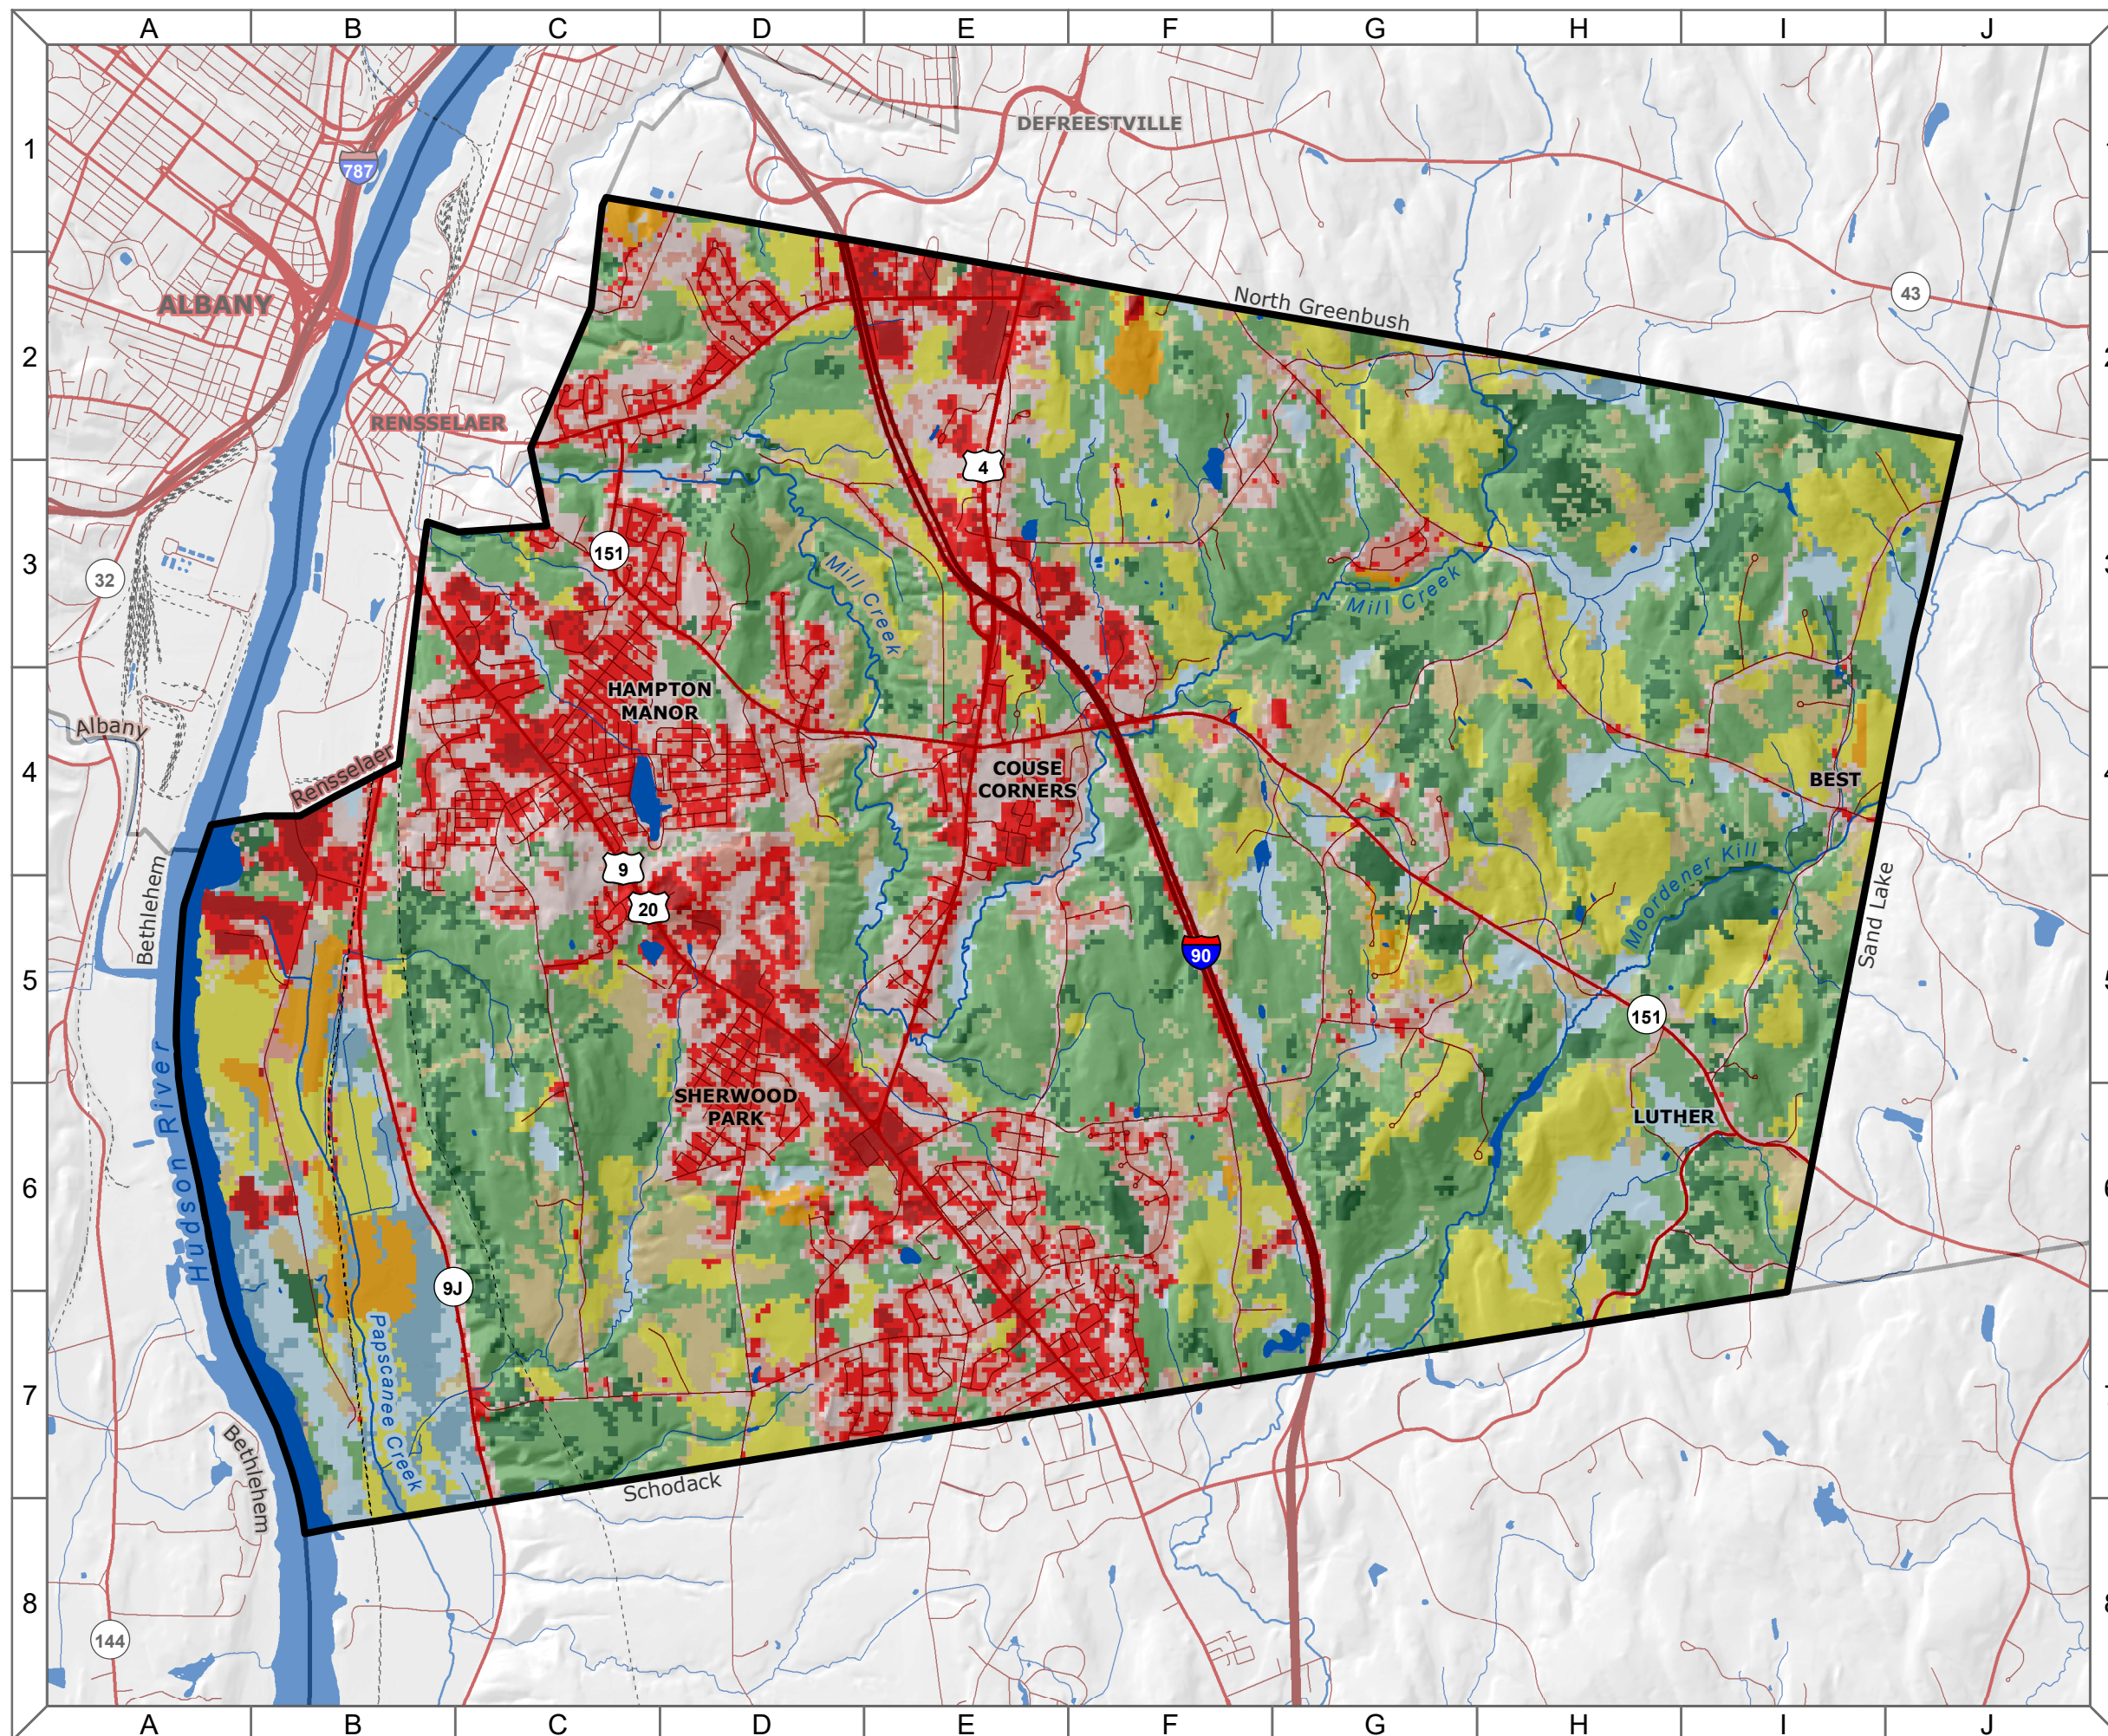 A B C D E F G H I J
1
DEFREESTVILLE
787
43
North Greenbush
ALBANY
2
2
RENSSELAER
4
151
3
32
Mill Creek
Mill Creek
HAMPTON
MANOR
Albany
Rensselaer
4
COUSE
CORNERS
BEST
9
20
Bethlehem
Moordener Kill
Sand Lake
90
5
151
Hudson River
SHERWOOD
PARK
LUTHER
6
9J
Papscanee Creek
7
Bethlehem
Schodack
8
144
A B C D E F G H I J